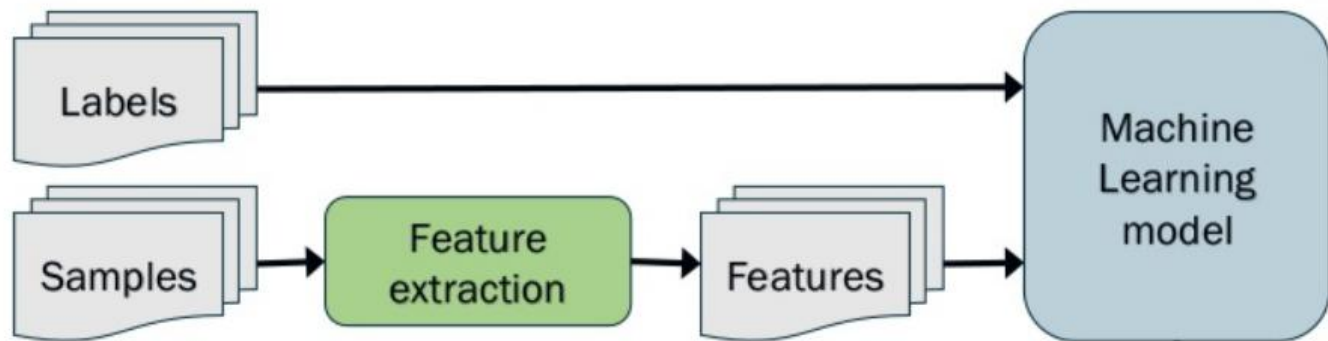 Labels
Machine
Learning
model
Samples
Feature
extraction
Features